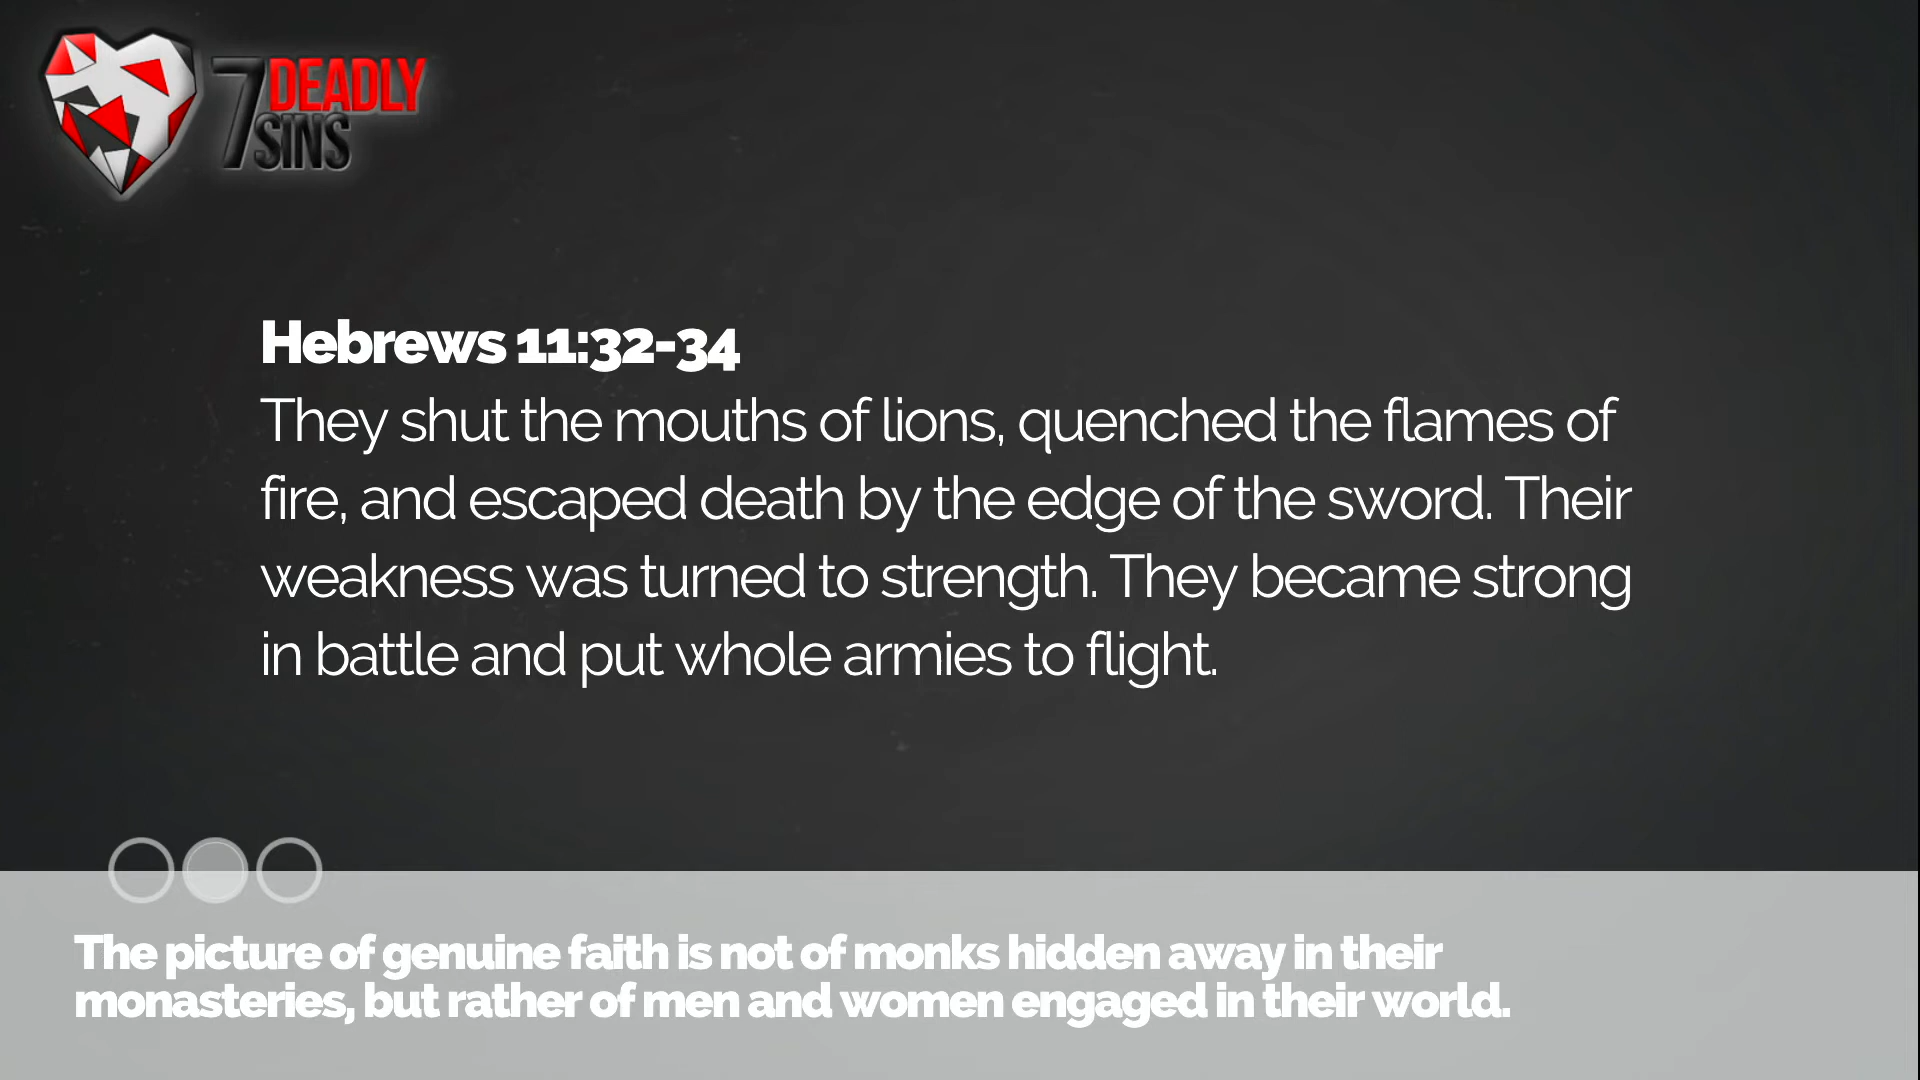 7 DEADLY
SINS
Hebrews 11:32-34
They shut the mouths of lions, quenched the flames of
fire, and escaped death by the edge of the sword. Their
weakness was turned to strength. They became strong
in battle and put whole armies to flight.
The picture of genuine faith is not of monks hidden away in their
monasteries, but rather of men and women engaged in their world.